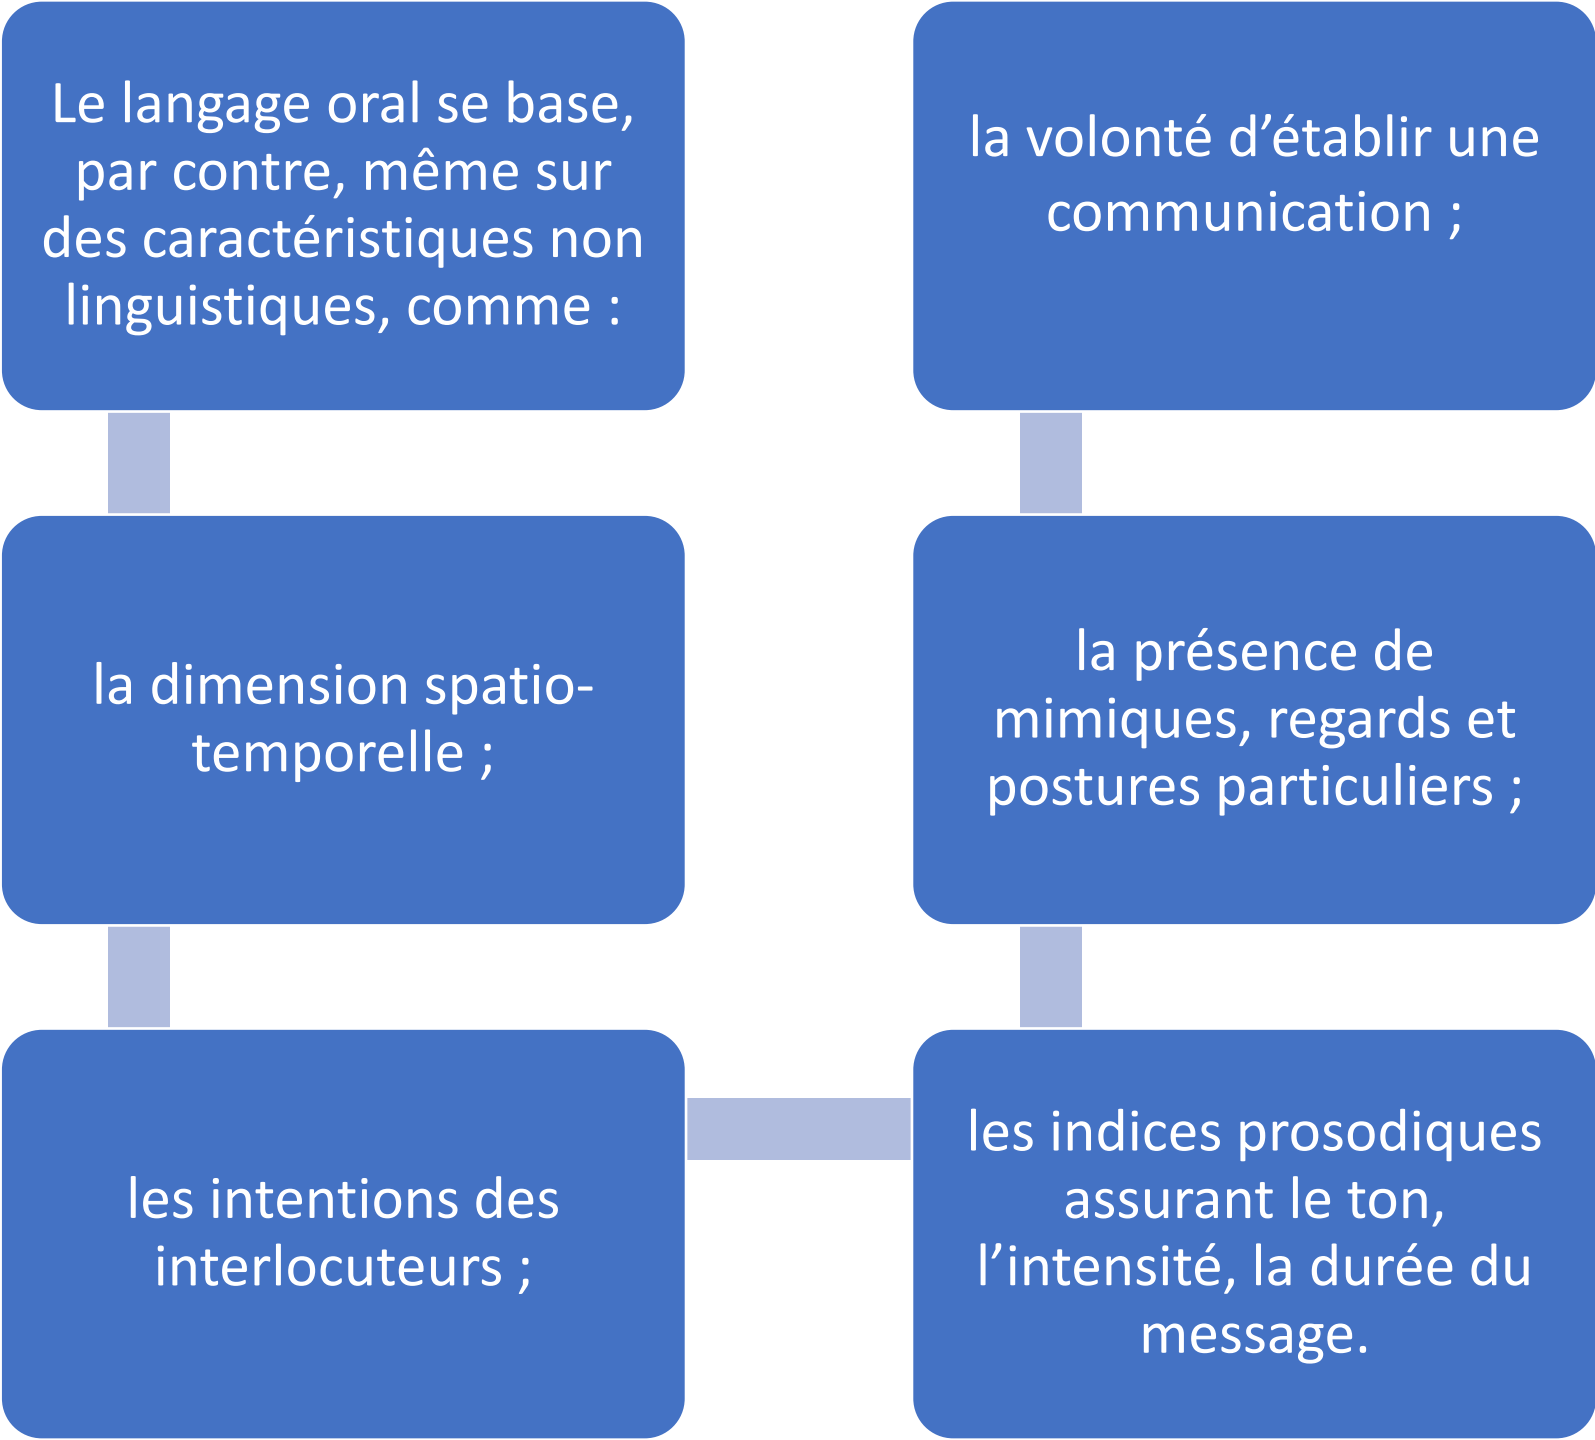 Le langage oral se base,
par contre, même sur
des caractéristiques non
linguistiques, comme :
la dimension spatio-
temporelle ;
les intentions des
interlocuteurs ;
la volonté d’établir une
communication ;
la présence de
mimiques, regards et
postures particuliers ;
les indices prosodiques
assurant le ton,
l’intensité, la durée du
message.